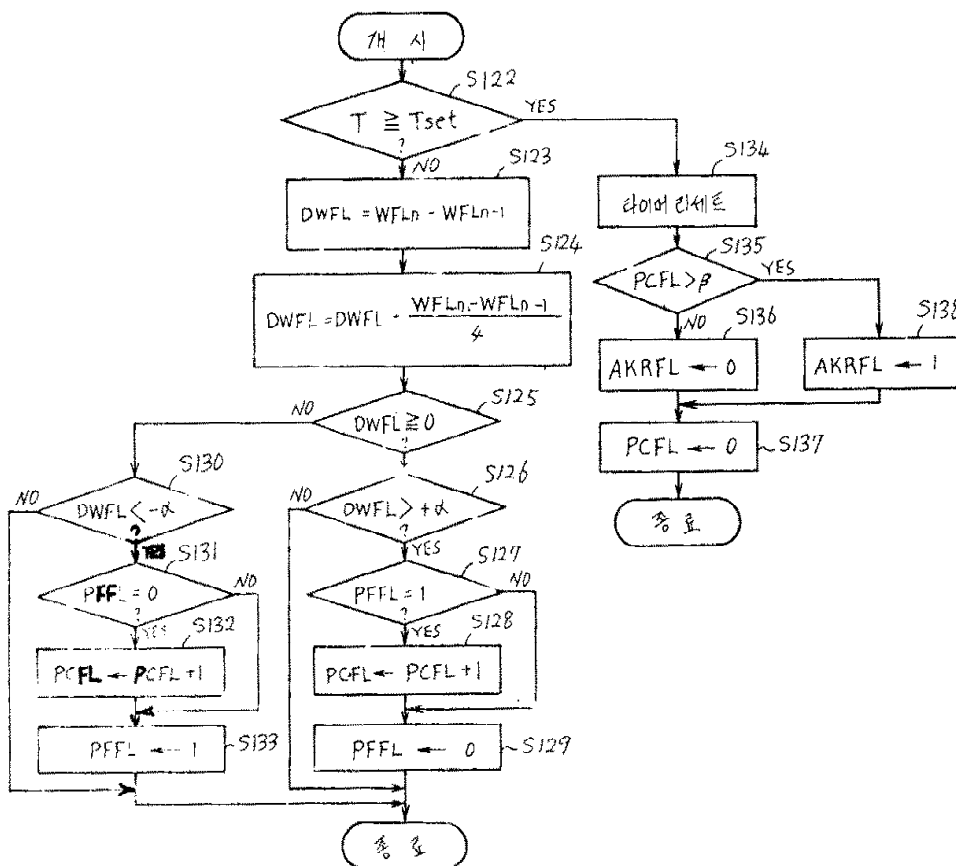 개 시
S122
T ≧ Tset
?
YES
NO
S123
DWFL = WFLn - WFLn-1
S124
DWFL = DWFL - WFLn-WFLn-1
4
S125
DWFL ≧ 0
?
NO
S126
DWFL > +α
?
NO
YES
S127
PFFL = 1
?
NO
YES
S128
PCFL ← PCFL +1
PFFL ← 0
S129
S130
DWFL < -α
?
NO
YES
S131
PFFL = 0
?
NO
YES
S132
PCFL ← PCFL +1
PFFL ← 1
S133
종 료
S134
타이머 리세트
S135
PCFL > β
YES
NO
S136
AKRFL ← 0
S138
AKRFL ← 1
PCFL ← 0
S137
종 료